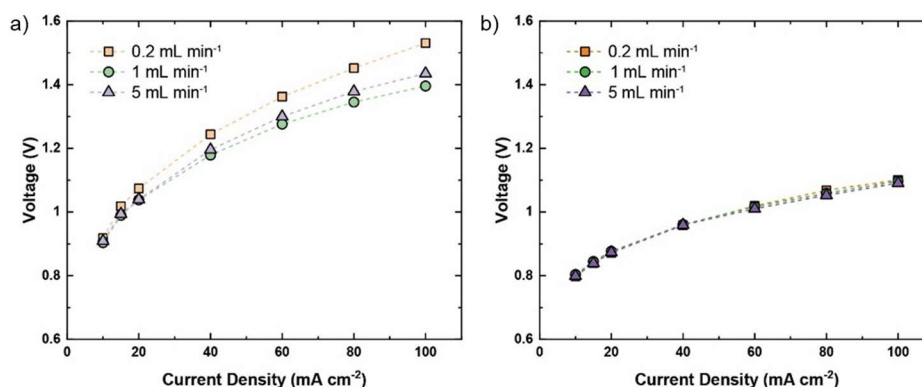 a)
0.2 mL min⁻¹
1 mL min⁻¹
5 mL min⁻¹
Voltage (V)
1.6
1.4
1.2
1
0.8
0.6
0 20 40 60 80 100
Current Density (mA cm⁻²)
b)
0.2 mL min⁻¹
1 mL min⁻¹
5 mL min⁻¹
Voltage (V)
1.6
1.4
1.2
1
0.8
0.6
0 20 40 60 80 100
Current Density (mA cm⁻²)